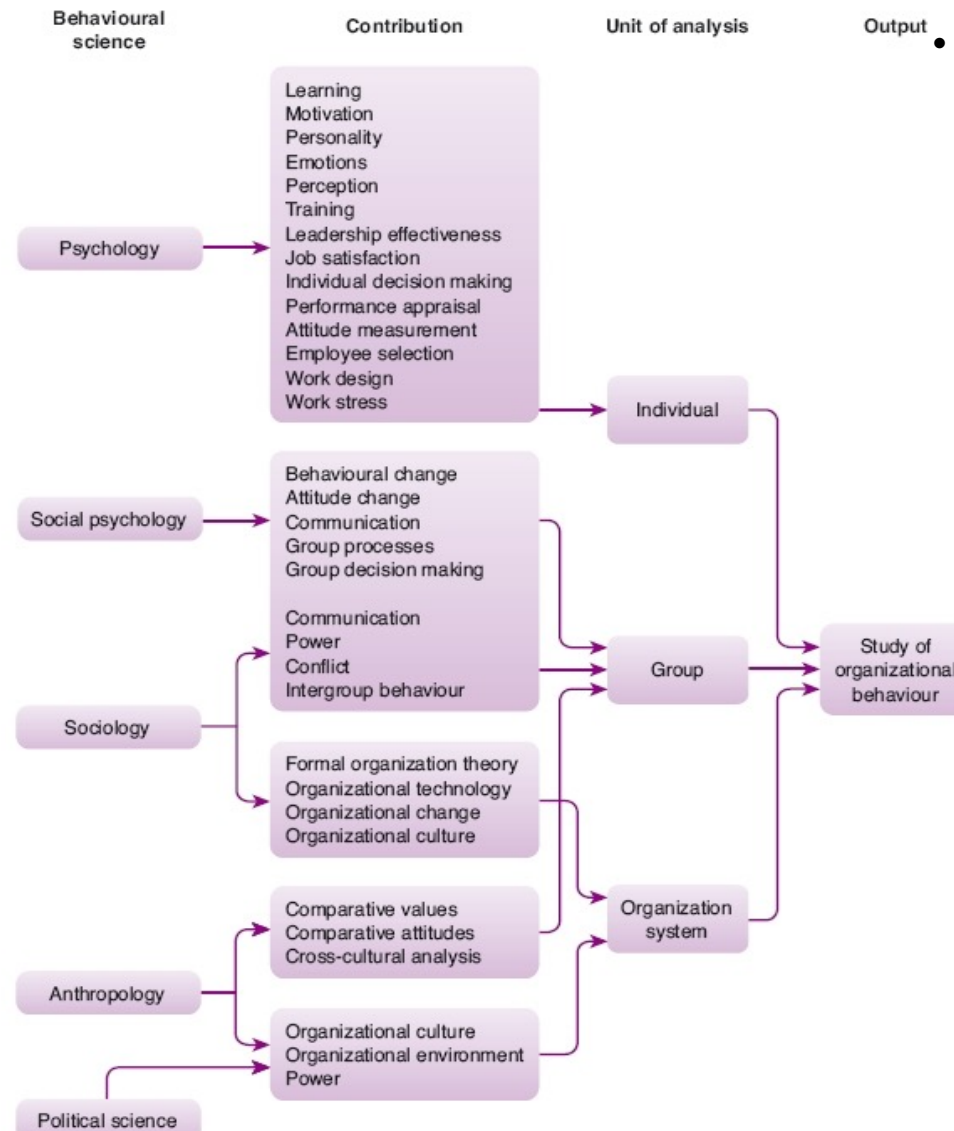 Behavioural
science
Contribution
Unit of analysis
Output
•
Learning
Motivation
Personality
Emotions
Perception
Training
Leadership effectiveness
Job satisfaction
Individual decision making
Performance appraisal
Attitude measurement
Employee selection
Work design
Work stress
Psychology
Individual
Behavioural change
Attitude change
Communication
Group processes
Group decision making
Communication
Power
Conflict
Intergroup behaviour
Social psychology
Group
Study of
organizational
behaviour
Sociology
Formal organization theory
Organizational technology
Organizational change
Organizational culture
Comparative values
Comparative attitudes
Cross-cultural analysis
Organization
system
Anthropology
Organizational culture
Organizational environment
Power
Political science